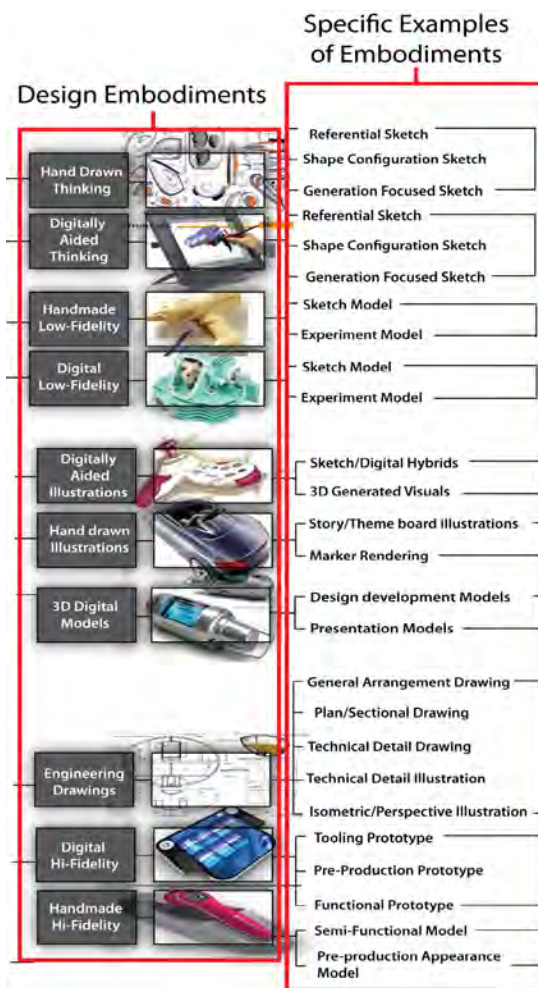 Specific Examples
of Embodiments
Design Embodiments
Hand Drawn
Thinking
Referential Sketch
Shape Configuration Sketch
Generation Focused Sketch
Digitally
Aided
Thinking
Referential Sketch
Shape Configuration Sketch
Generation Focused Sketch
Handmade
Low-Fidelity
Sketch Model
Experiment Model
Digital
Low-Fidelity
Sketch Model
Experiment Model
Digitally
Aided
Illustrations
Sketch/Digital Hybrids
3D Generated Visuals
Hand drawn
Illustrations
Story/Theme board illustrations
Marker Rendering
3D Digital
Models
Design development Models
Presentation Models
Engineering
Drawings
General Arrangement Drawing
Plan/Sectional Drawing
Technical Detail Drawing
Technical Detail Illustration
Isometric/Perspective Illustration
Digital
Hi-Fidelity
Tooling Prototype
Pre-Production Prototype
Functional Prototype
Handmade
Hi-Fidelity
Semi-Functional Model
Pre-production Appearance
Model